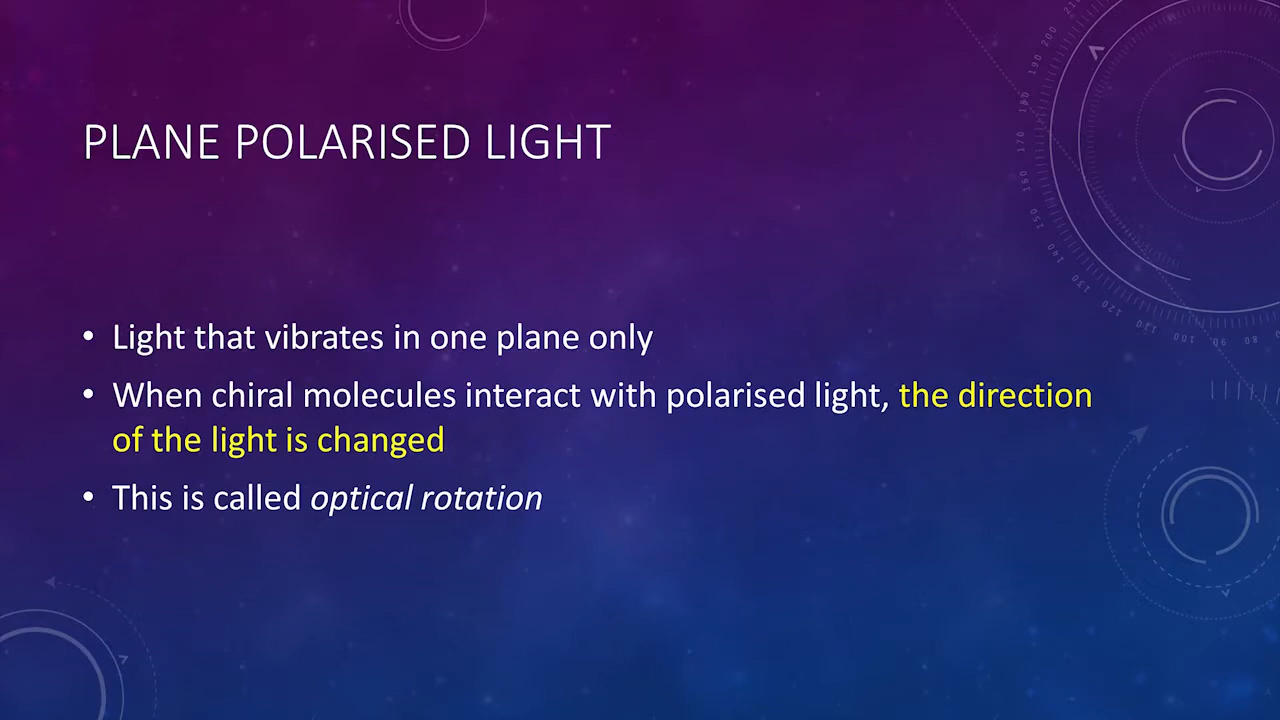 PLANE POLARISED LIGHT
• Light that vibrates in one plane only
• When chiral molecules interact with polarised light, the direction
of the light is changed
• This is called optical rotation